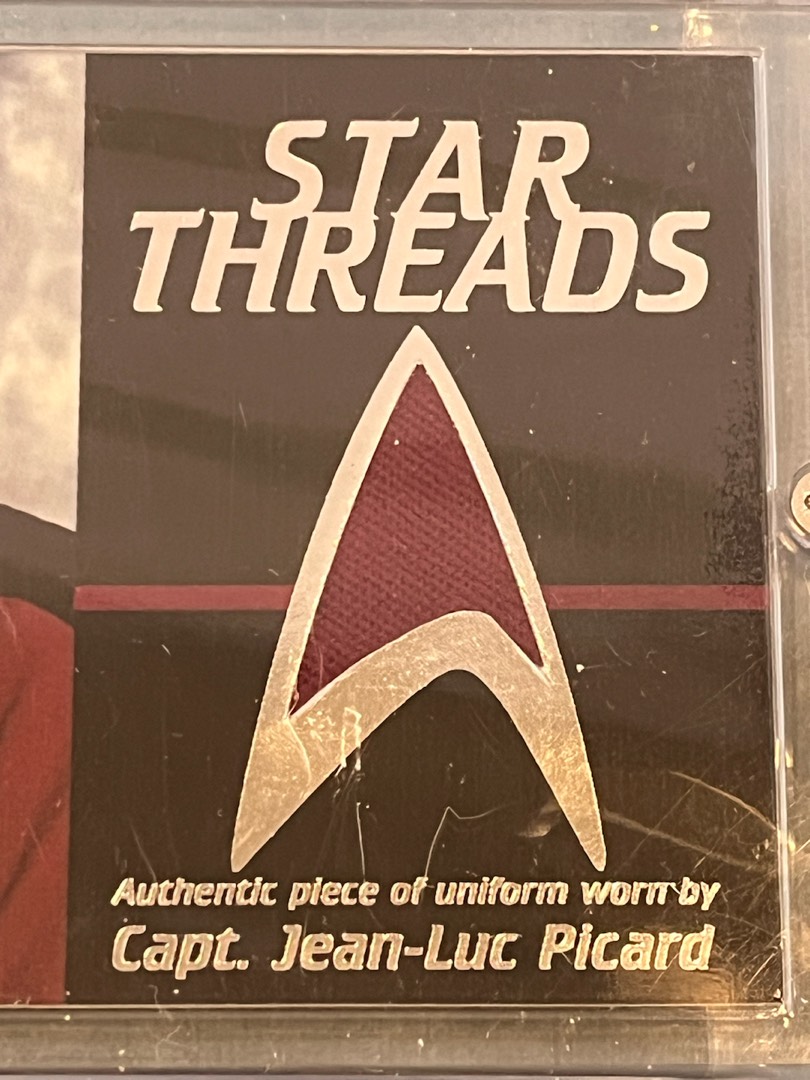 STAR
THREADS
Authentic piece of uniform worn by
Capt. Jean-Luc Picard